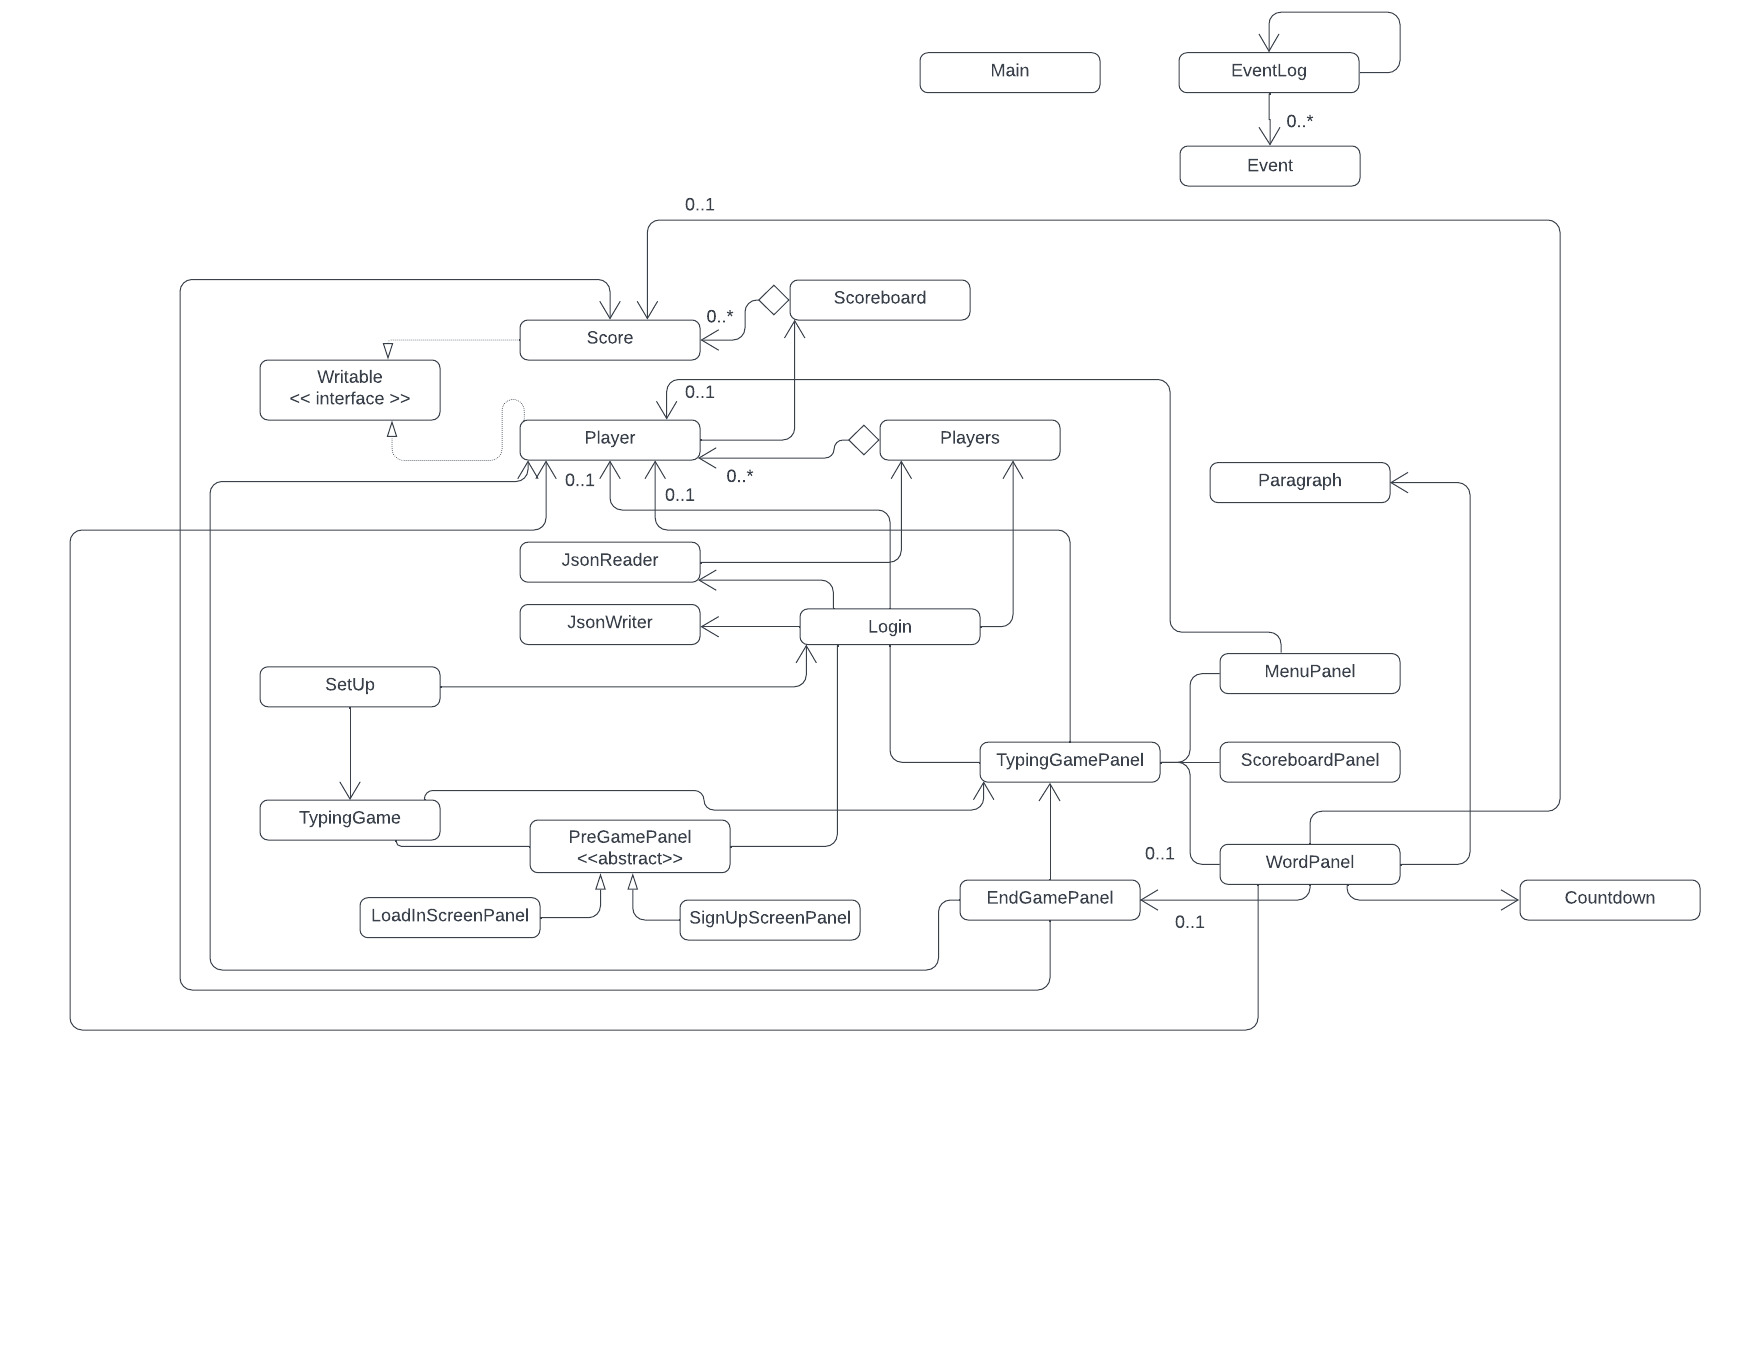 Main
EventLog
0..*
Event
0..1
Scoreboard
0..*
Score
Writable
<< interface >>
0..1
Player
Players
0..1
0..*
0..1
Paragraph
JsonReader
JsonWriter
Login
SetUp
MenuPanel
TypingGamePanel
ScoreboardPanel
TypingGame
PreGamePanel
<<abstract>>
0..1
WordPanel
LoadInScreenPanel
SignUpScreenPanel
EndGamePanel
0..1
Countdown